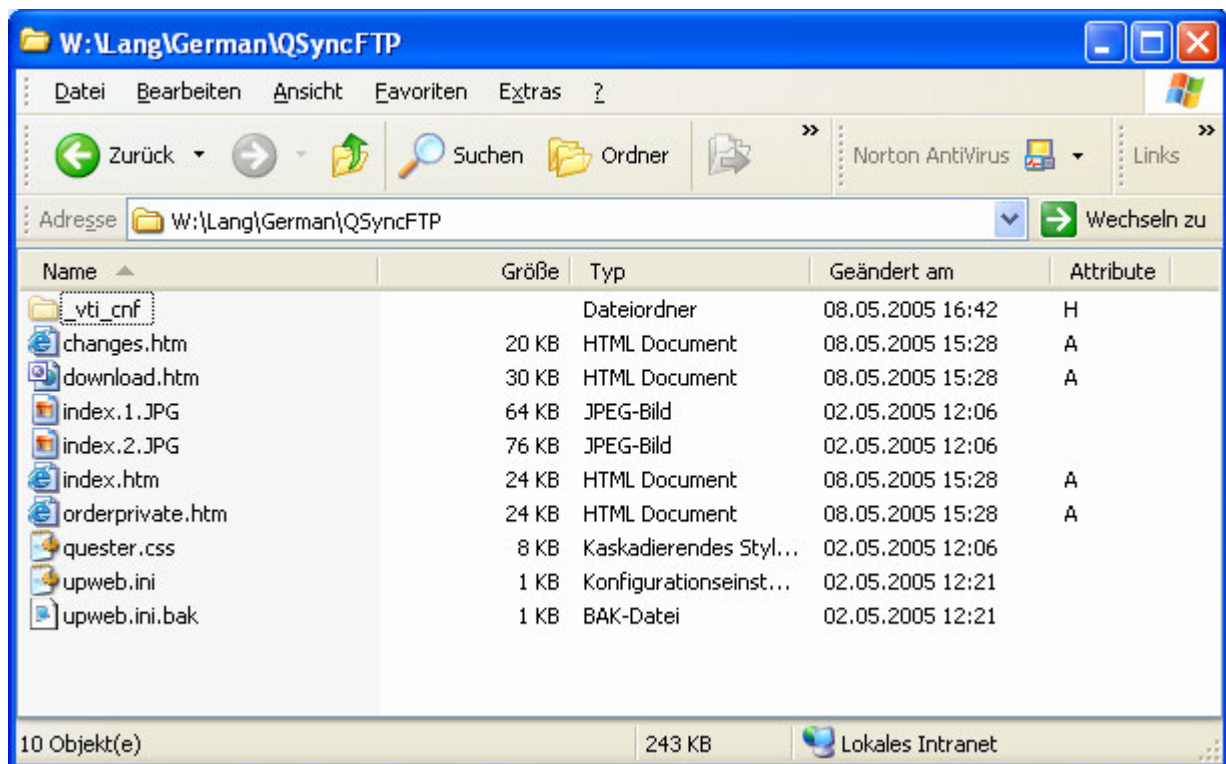 W:\Lang\German\QSyncFTP
Datei Bearbeiten Ansicht Favoriten Extras ?
Zurück Suchen Ordner » Norton AntiVirus Links »
Adresse W:\Lang\German\QSyncFTP Wechseln zu
Name Größe Typ Geändert am Attribute
_vti_cnf Dateiordner 08.05.2005 16:42 H
changes.htm 20 KB HTML Document 08.05.2005 15:28 A
download.htm 30 KB HTML Document 08.05.2005 15:28 A
index.1.JPG 64 KB JPEG-Bild 02.05.2005 12:06
index.2.JPG 76 KB JPEG-Bild 02.05.2005 12:06
index.htm 24 KB HTML Document 08.05.2005 15:28 A
orderprivate.htm 24 KB HTML Document 08.05.2005 15:28 A
quester.css 8 KB Kaskadierendes Styl... 02.05.2005 12:06
upweb.ini 1 KB Konfigurationseinst... 02.05.2005 12:21
upweb.ini.bak 1 KB BAK-Datei 02.05.2005 12:21
10 Objekt(e) 243 KB Lokales Intranet